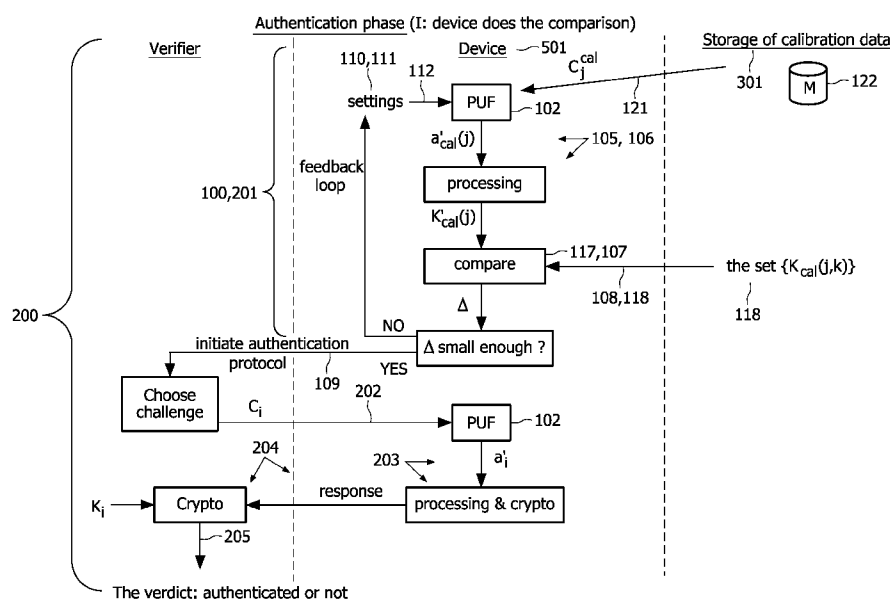 Authentication phase (I: device does the comparison)
Verifier
Device
501
Storage of calibration data
110,111
112
settings
PUF
102
C_j^cal
121
301
M
122
a'_cal(j)
105, 106
feedback
loop
processing
100,201
K'_cal(j)
117,107
compare
the set {K_cal(j,k)}
108,118
118
200
Δ
NO
Δ small enough ?
initiate authentication
protocol
YES
109
Choose
challenge
C_i
202
PUF
102
a'_i
204
203
K_i
Crypto
response
processing & crypto
205
The verdict: authenticated or not